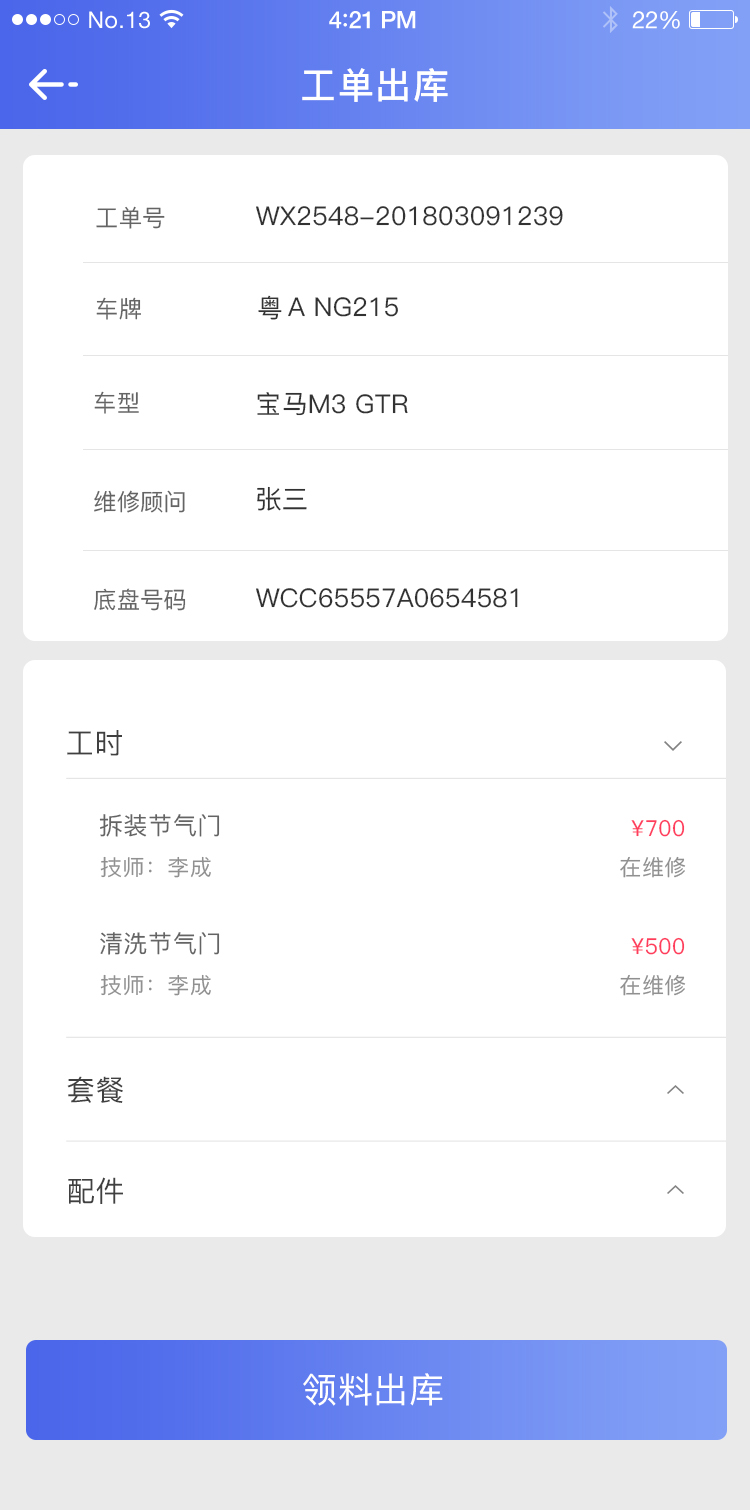 No.13 4:21 PM 22%
工单出库
工单号 WX2548-201803091239
车牌 粤A NG215
车型 宝马M3 GTR
维修顾问 张三
底盘号码 WCC65557A0654581
工时
拆装节气门 ¥700
技师：李成 在维修
清洗节气门 ¥500
技师：李成 在维修
套餐
配件
领料出库